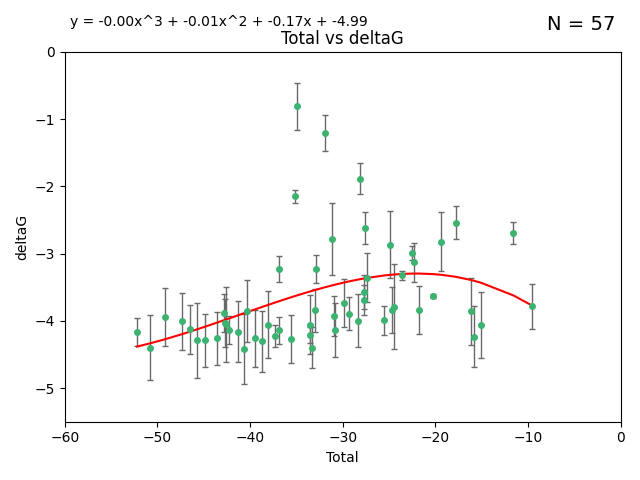 y = -0.00x^3 + -0.01x^2 + -0.17x + -4.99
N = 57
Total vs deltaG
0
−1
−2
−3
−4
−5
deltaG
−60 −50 −40 −30 −20 −10 0
Total